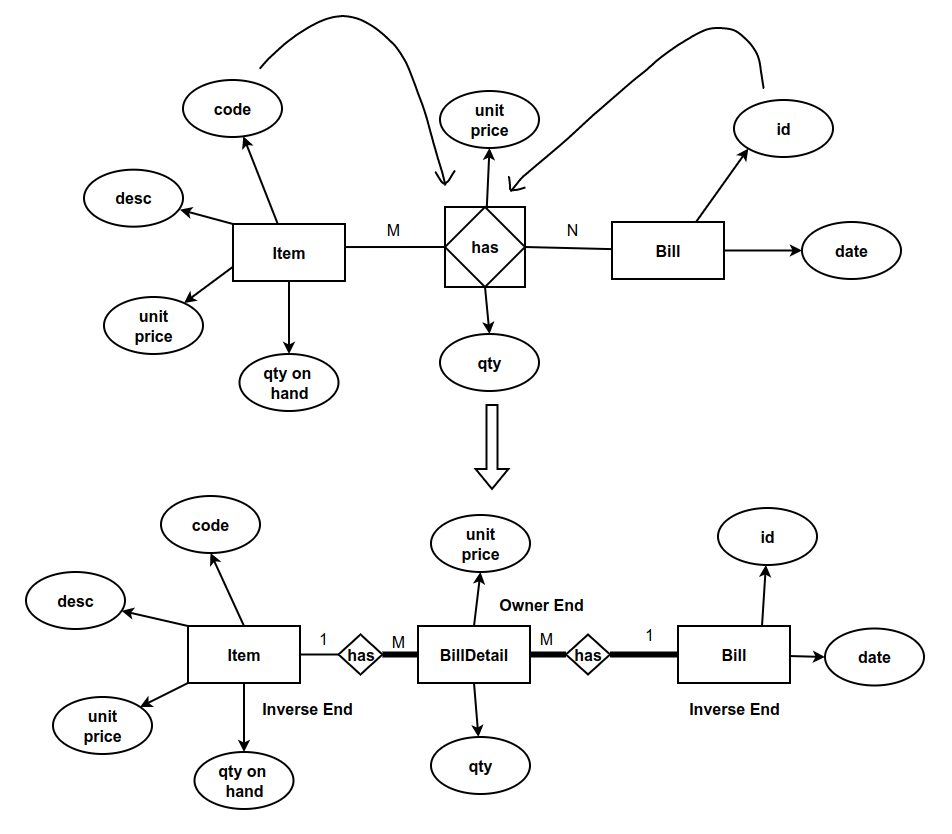 code
unit
price
id
desc
M
N
Item
has
Bill
date
unit
price
qty
qty on
hand
code
unit
price
id
desc
Owner End
1
M
M
1
Item
has
BillDetail
has
Bill
date
Inverse End
Inverse End
unit
price
qty
qty on
hand